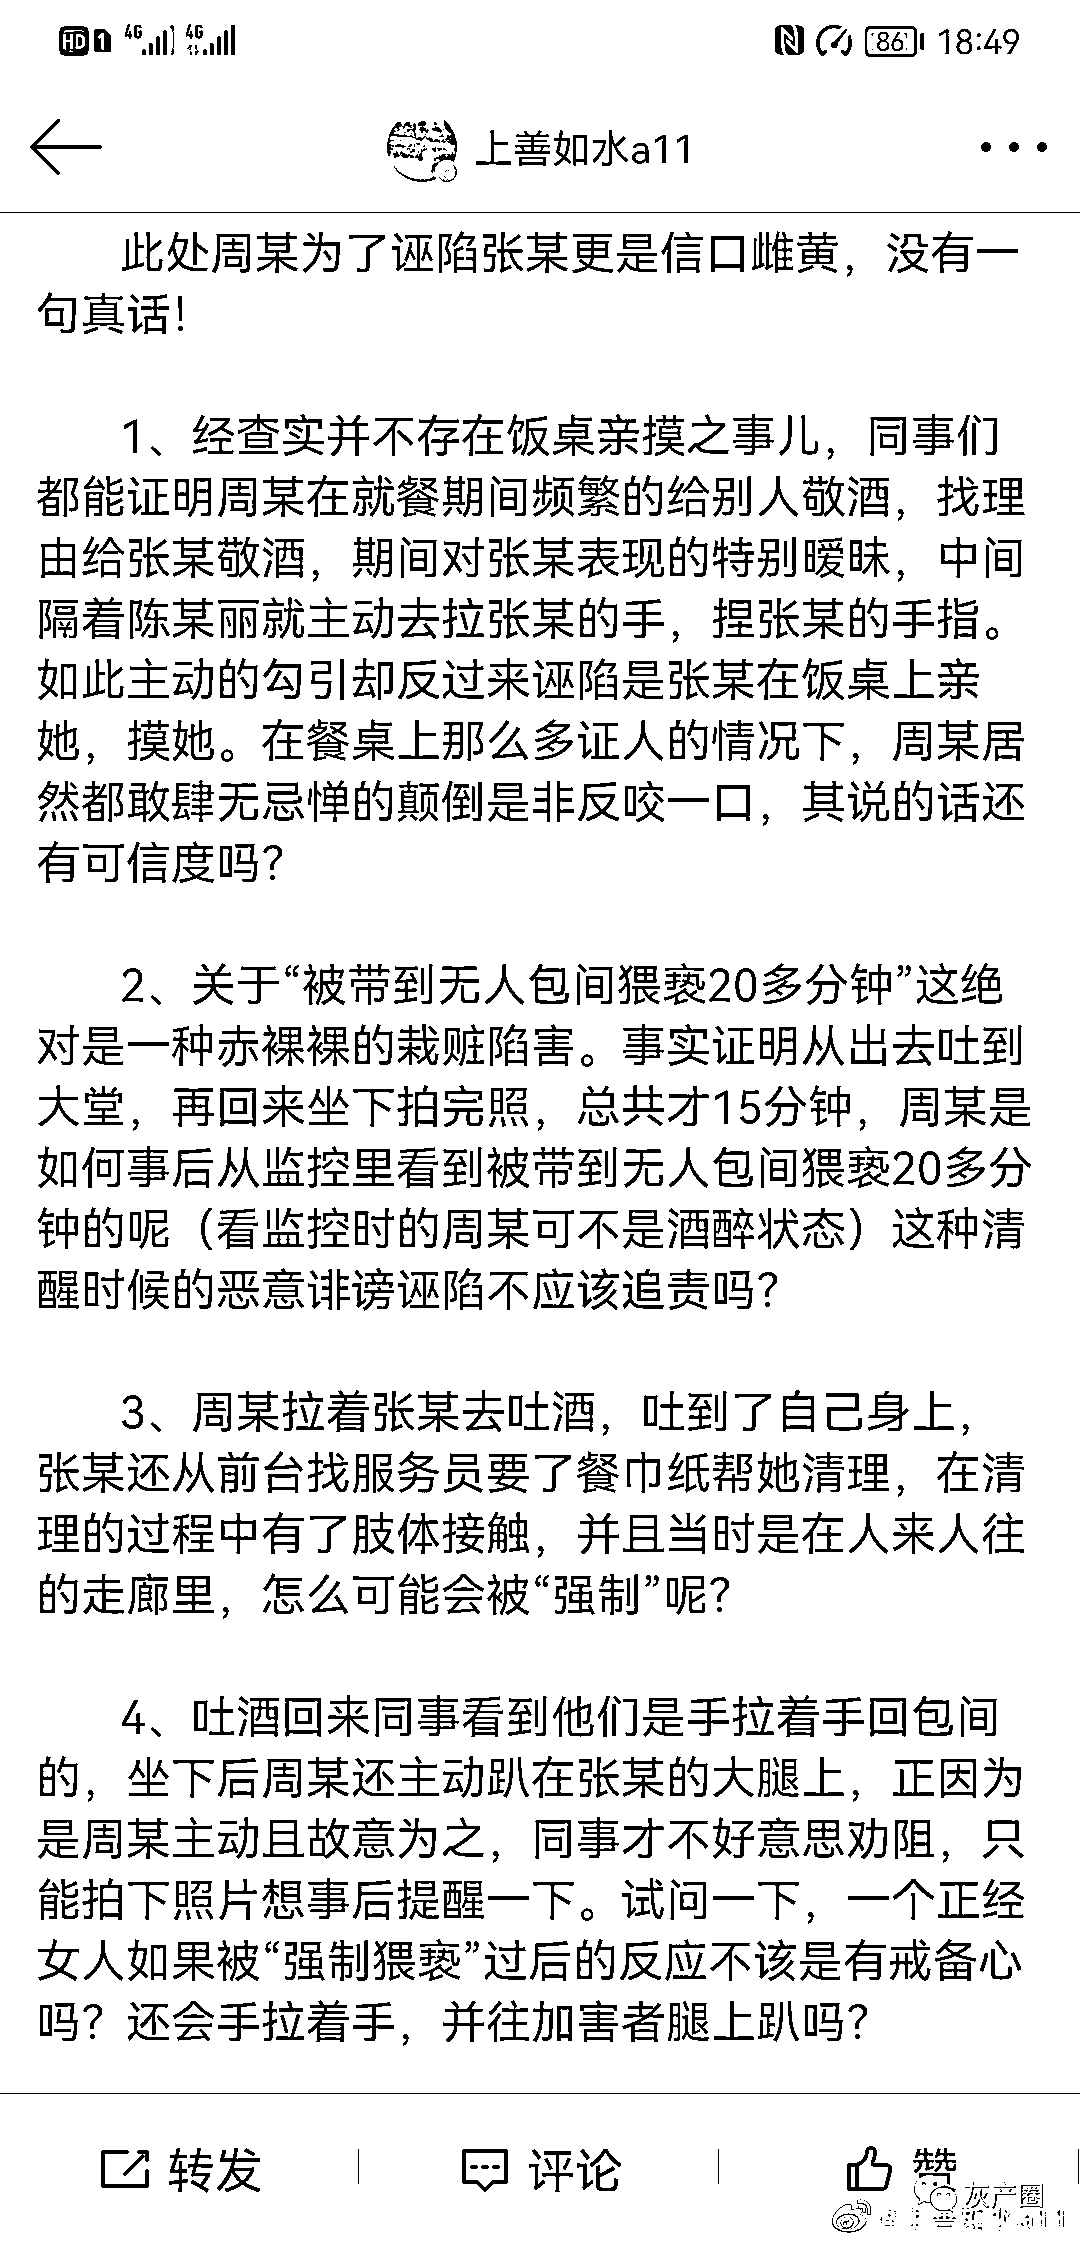 HD 1 4G 4G 86 18:49
上善如水a11
此处周某为了诬陷张某更是信口雌黄，没有一
句真话！
1、经查实并不存在饭桌亲摸之事儿，同事们
都能证明周某在就餐期间频繁的给别人敬酒，找理
由给张某敬酒，期间对张某表现的特别暧昧，中间
隔着陈某丽就主动去拉张某的手，捏张某的手指。
如此主动的勾引却反过来诬陷是张某在饭桌上亲
她，摸她。在餐桌上那么多证人的情况下，周某居
然都敢肆无忌惮的颠倒是非反咬一口，其说的话还
有可信度吗？
2、关于“被带到无人包间猥亵20多分钟”这绝
对是一种赤裸裸的栽赃陷害。事实证明从出去吐到
大堂，再回来坐下拍完照，总共才15分钟，周某是
如何事后从监控里看到被带到无人包间猥亵20多分
钟的呢（看监控时的周某可不是酒醉状态）这种清
醒时候的恶意诽谤诬陷不应该追责吗？
3、周某拉着张某去吐酒，吐到了自己身上，
张某还从前台找服务员要了餐巾纸帮她清理，在清
理的过程中有了肢体接触，并且当时是在人来人往
的走廊里，怎么可能会被“强制”呢？
4、吐酒回来同事看到他们是手拉着手回包间
的，坐下后周某还主动趴在张某的大腿上，正因为
是周某主动且故意为之，同事才不好意思劝阻，只
能拍下照片想事后提醒一下。试问一下，一个正经
女人如果被“强制猥亵”过后的反应不该是有戒备心
吗？还会手拉着手，并往加害者腿上趴吗？
转发 评论 赞
灰产圈